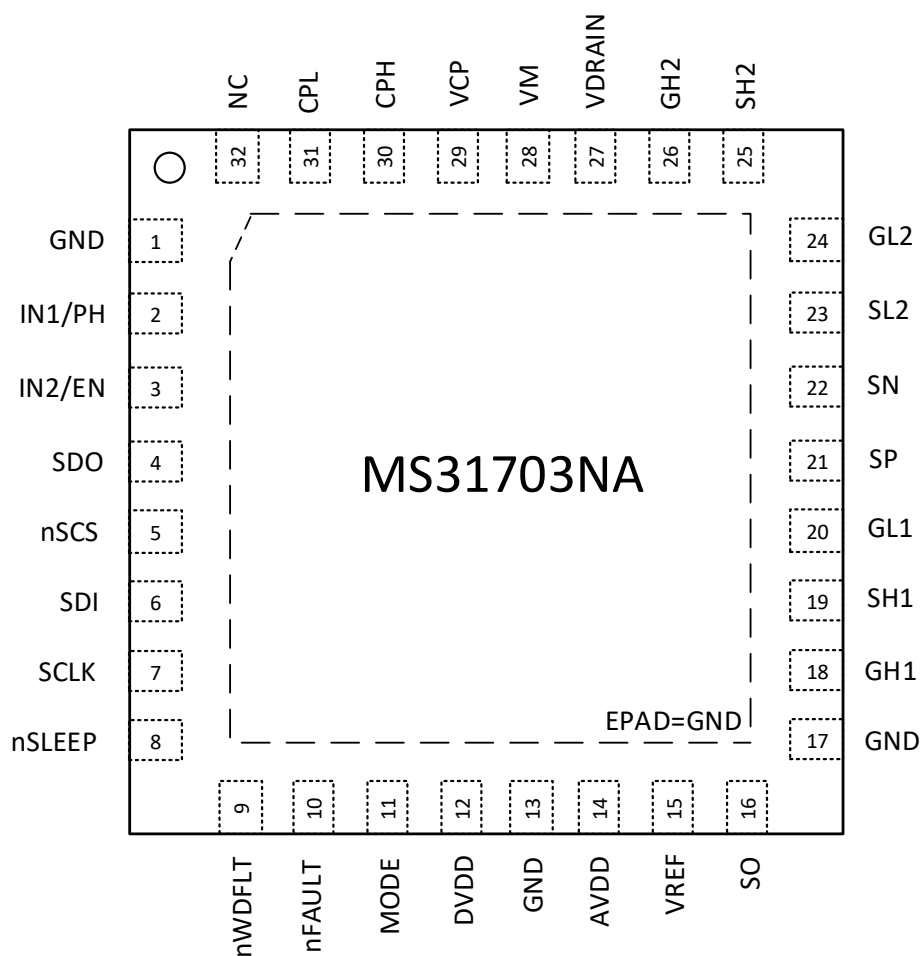 NC
CPL
CPH
VCP
VM
VDRAIN
GH2
SH2
32
31
30
29
28
27
26
25
GND 1
IN1/PH 2
IN2/EN 3
SDO 4
nSCS 5
SDI 6
SCLK 7
nSLEEP 8
MS31703NA
EPAD=GND
24 GL2
23 SL2
22 SN
21 SP
20 GL1
19 SH1
18 GH1
17 GND
9
10
11
12
13
14
15
16
nWDFLT
nFAULT
MODE
DVDD
GND
AVDD
VREF
SO